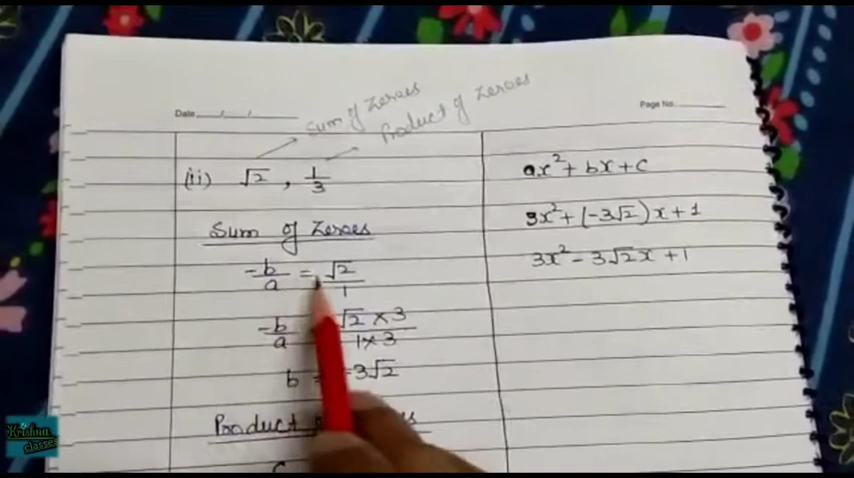 Date
Page No.
Sum of Zeroes
Product of Zeroes
(ii) √2 , 1/3
Sum of Zeroes
-b/a = √2/1
-b/a √2 × 3/1 × 3
b = -3√2
Product
c
ax² + bx + c
3x² + (-3√2)x + 1
3x² - 3√2x + 1
Krishna
Classes